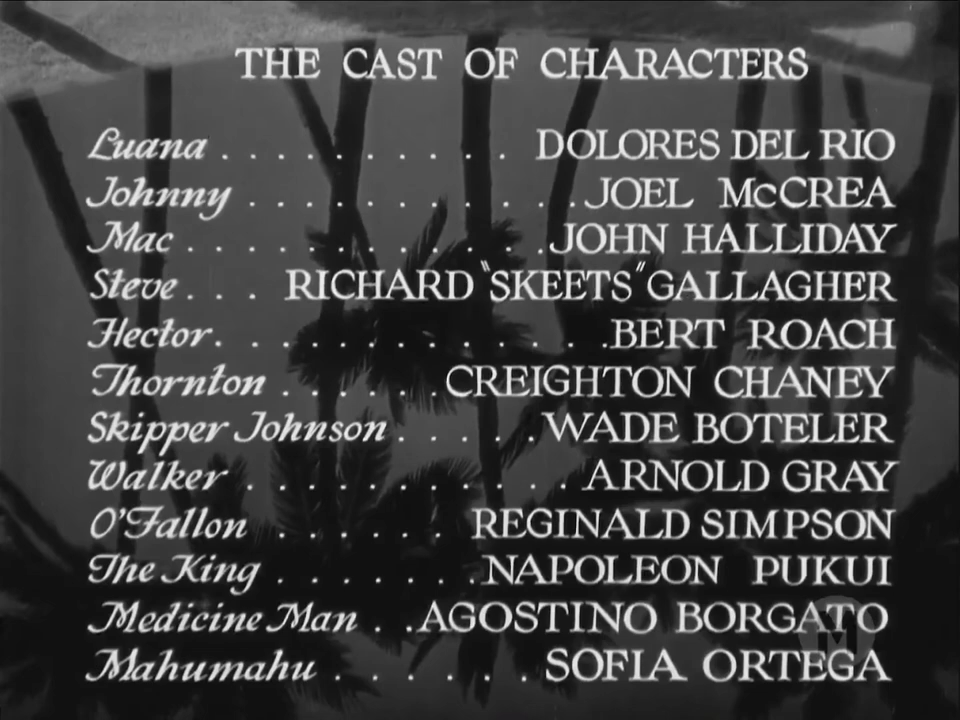 THE CAST OF CHARACTERS
Luana . . . . . . . . . . DOLORES DEL RIO
Johnny . . . . . . . . . . . . JOEL McCREA
Mac . . . . . . . . . . . . . . JOHN HALLIDAY
Steve . . . RICHARD "SKEETS" GALLAGHER
Hector. . . . . . . . . . . . . . BERT ROACH
Thornton . . . . . . CREIGHTON CHANEY
Skipper Johnson . . . . . WADE BOTELER
Walker . . . . . . . . . . . ARNOLD GRAY
O'Fallon . . . . . . REGINALD SIMPSON
The King . . . . . . . NAPOLEON PUKUI
Medicine Man . . AGOSTINO BORGATO
Mahumahu . . . . . . SOFIA ORTEGA
M